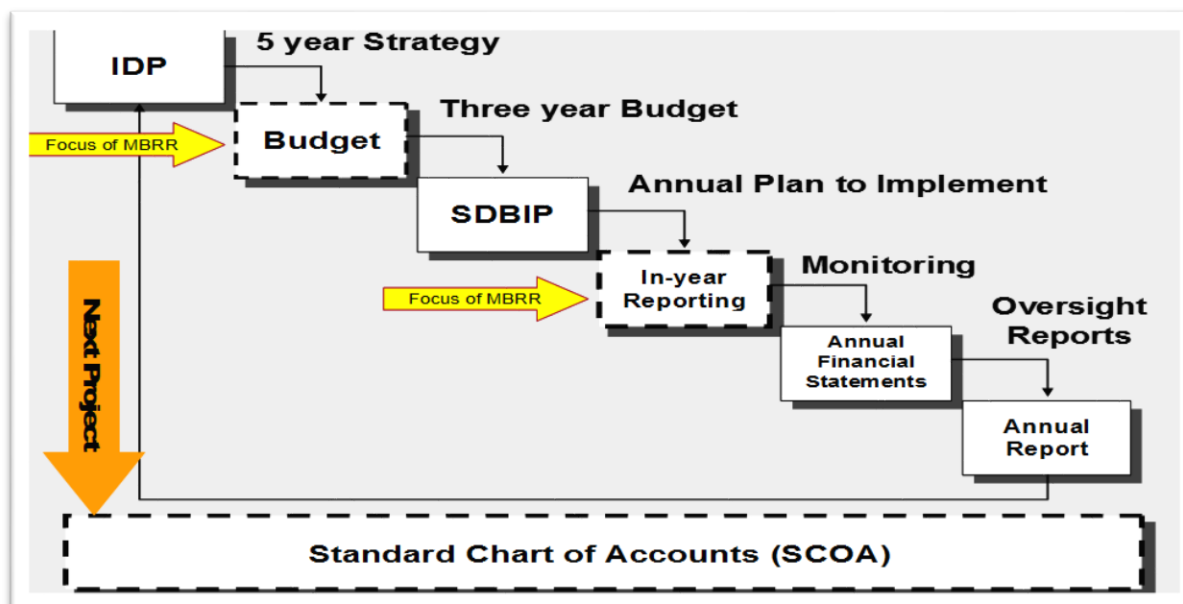 5 year Strategy
IDP
Three year Budget
Budget
Focus of MBRR
Annual Plan to Implement
SDBIP
Monitoring
In-year
Reporting
Focus of MBRR
Oversight
Reports
Annual
Financial
Statements
Next Project
Annual
Report
Standard Chart of Accounts (SCOA)